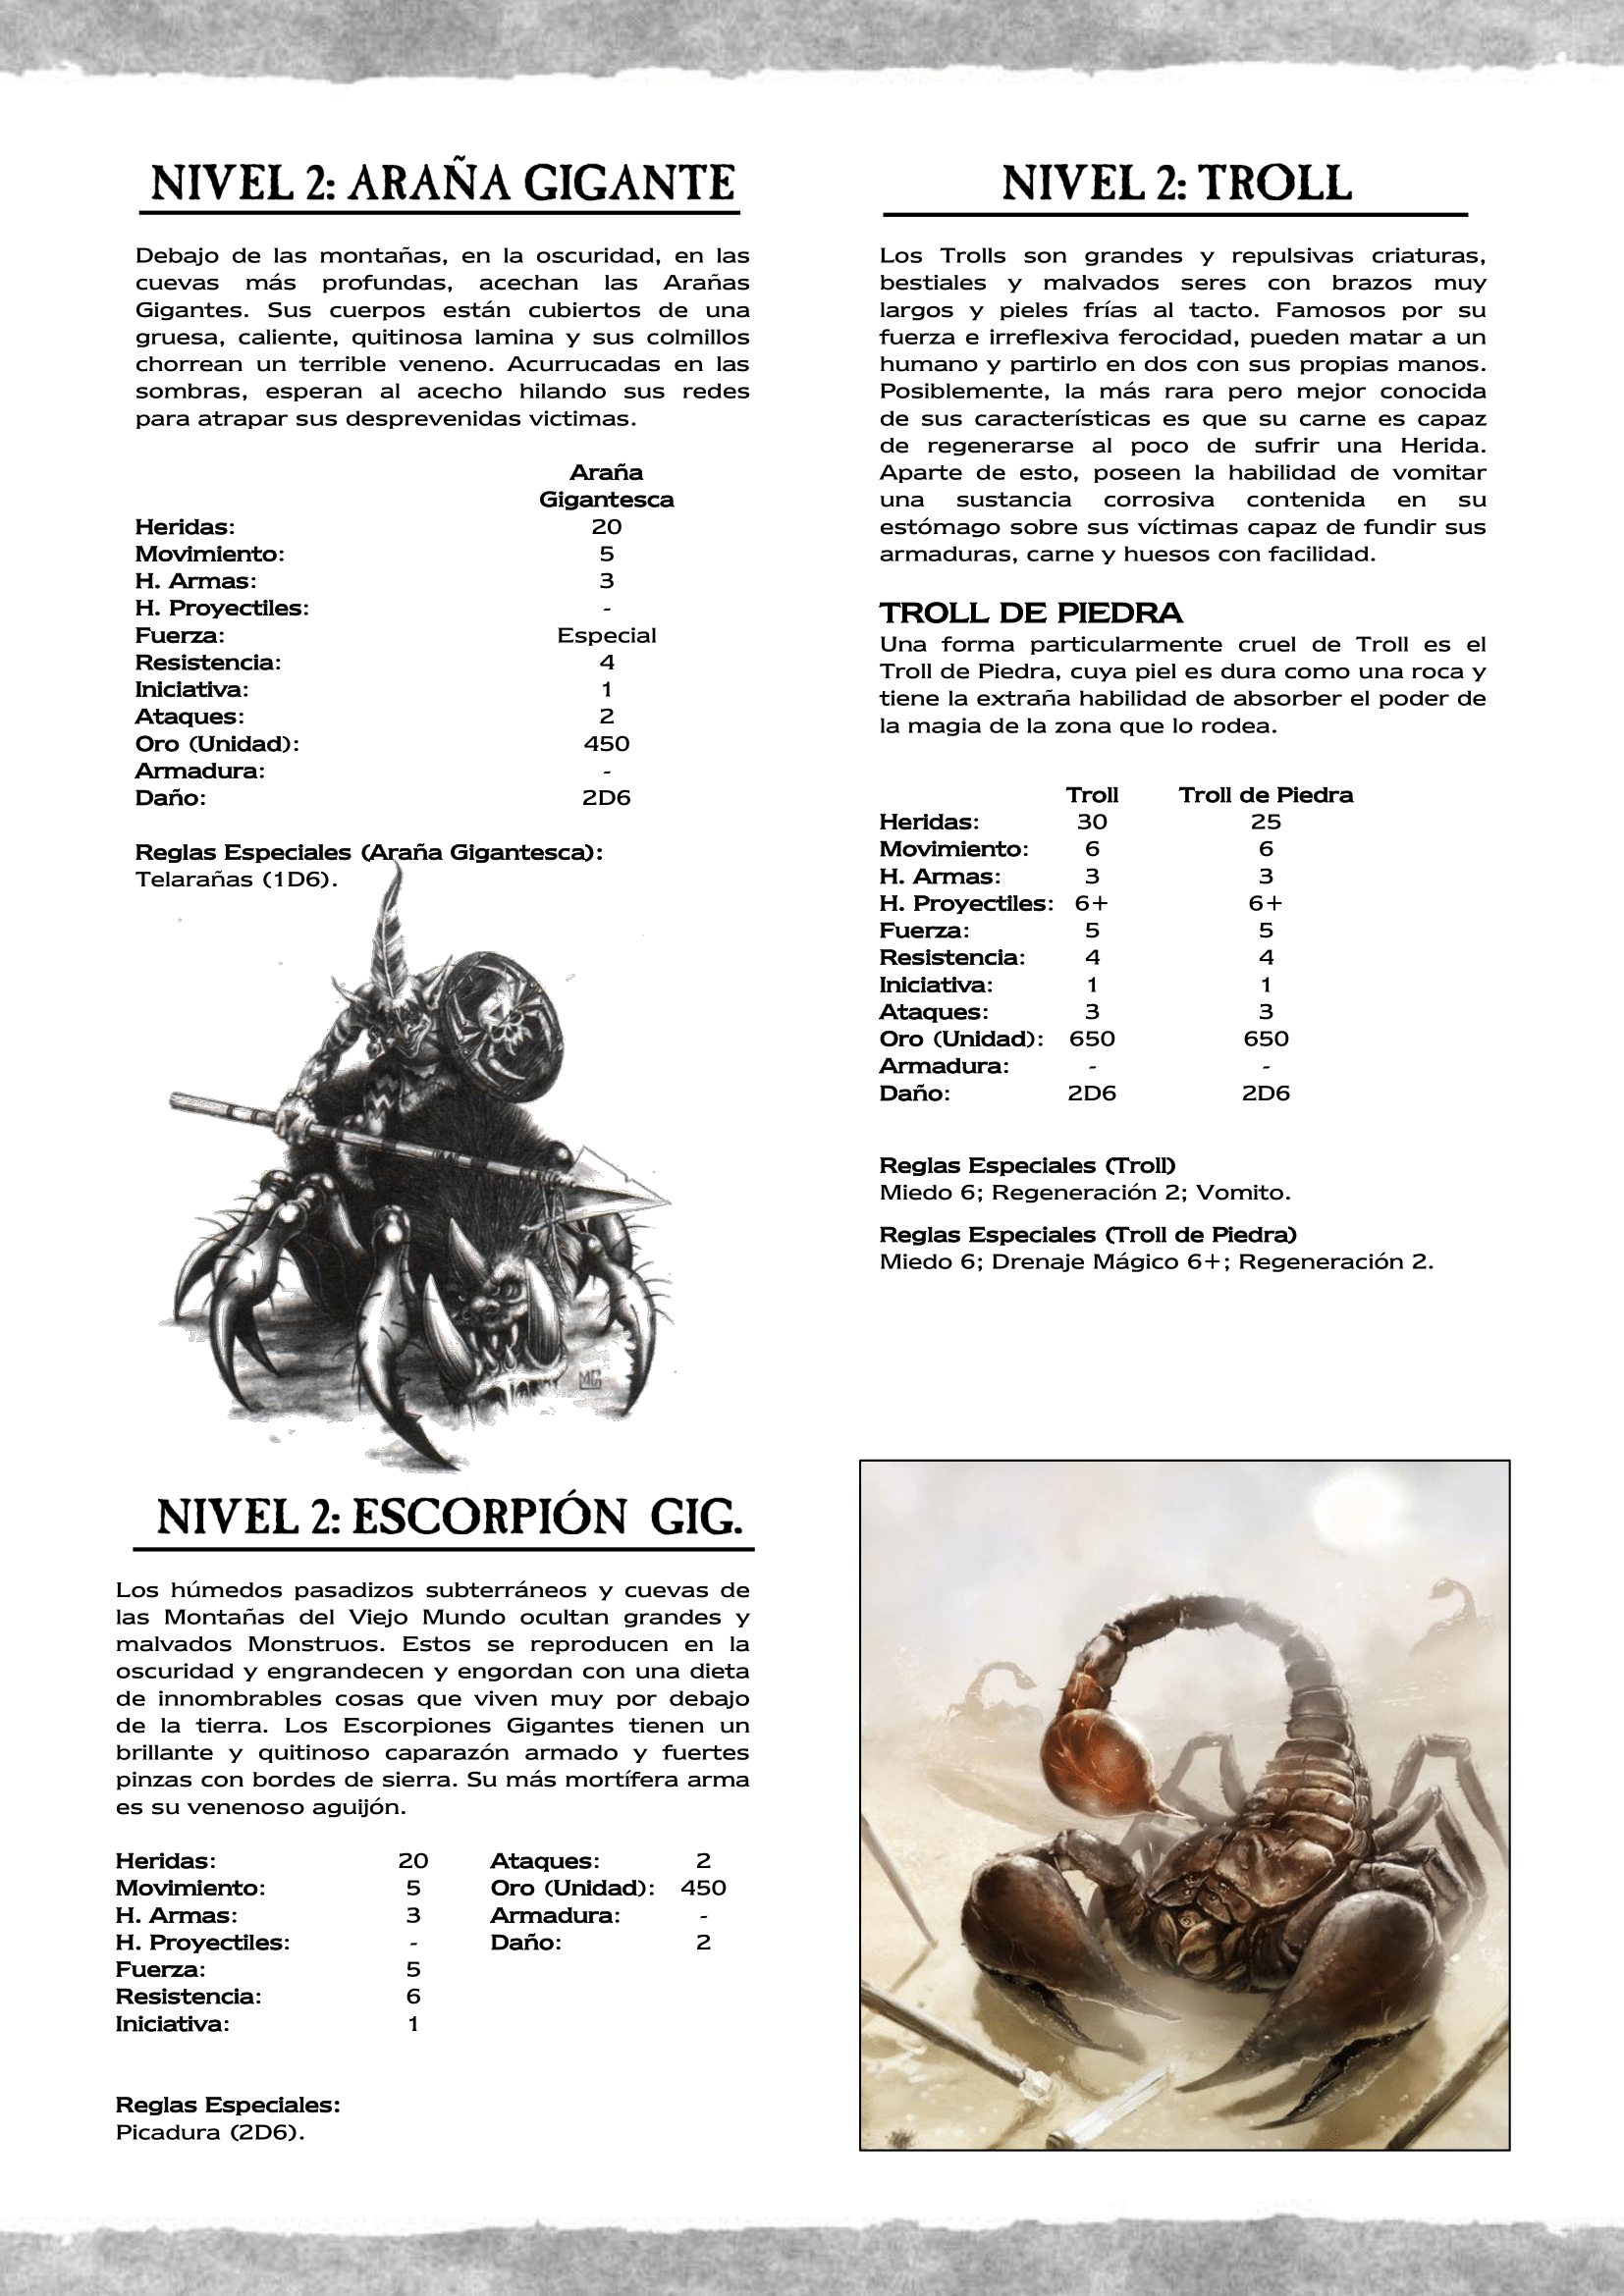 NIVEL 2: ARAÑA GIGANTE
Debajo de las montañas, en la oscuridad, en las
cuevas más profundas, acechan las Arañas
Gigantes. Sus cuerpos están cubiertos de una
gruesa, caliente, quitinosa lamina y sus colmillos
chorrean un terrible veneno. Acurrucadas en las
sombras, esperan al acecho hilando sus redes
para atrapar sus desprevenidas victimas.
Araña
Gigantesca
Heridas: 20
Movimiento: 5
H. Armas: 3
H. Proyectiles: -
Fuerza: Especial
Resistencia: 4
Iniciativa: 1
Ataques: 2
Oro (Unidad): 450
Armadura: -
Daño: 2D6
Reglas Especiales (Araña Gigantesca):
Telarañas (1D6).
MG
NIVEL 2: ESCORPIÓN GIG.
Los húmedos pasadizos subterráneos y cuevas de
las Montañas del Viejo Mundo ocultan grandes y
malvados Monstruos. Estos se reproducen en la
oscuridad y engrandecen y engordan con una dieta
de innombrables cosas que viven muy por debajo
de la tierra. Los Escorpiones Gigantes tienen un
brillante y quitinoso caparazón armado y fuertes
pinzas con bordes de sierra. Su más mortífera arma
es su venenoso aguijón.
Heridas: 20 Ataques: 2
Movimiento: 5 Oro (Unidad): 450
H. Armas: 3 Armadura: -
H. Proyectiles: - Daño: 2
Fuerza: 5
Resistencia: 6
Iniciativa: 1
Reglas Especiales:
Picadura (2D6).
NIVEL 2: TROLL
Los Trolls son grandes y repulsivas criaturas,
bestiales y malvados seres con brazos muy
largos y pieles frías al tacto. Famosos por su
fuerza e irreflexiva ferocidad, pueden matar a un
humano y partirlo en dos con sus propias manos.
Posiblemente, la más rara pero mejor conocida
de sus características es que su carne es capaz
de regenerarse al poco de sufrir una Herida.
Aparte de esto, poseen la habilidad de vomitar
una sustancia corrosiva contenida en su
estómago sobre sus víctimas capaz de fundir sus
armaduras, carne y huesos con facilidad.
TROLL DE PIEDRA
Una forma particularmente cruel de Troll es el
Troll de Piedra, cuya piel es dura como una roca y
tiene la extraña habilidad de absorber el poder de
la magia de la zona que lo rodea.
Troll Troll de Piedra
Heridas: 30 25
Movimiento: 6 6
H. Armas: 3 3
H. Proyectiles: 6+ 6+
Fuerza: 5 5
Resistencia: 4 4
Iniciativa: 1 1
Ataques: 3 3
Oro (Unidad): 650 650
Armadura: - -
Daño: 2D6 2D6
Reglas Especiales (Troll)
Miedo 6; Regeneración 2; Vomito.
Reglas Especiales (Troll de Piedra)
Miedo 6; Drenaje Mágico 6+; Regeneración 2.